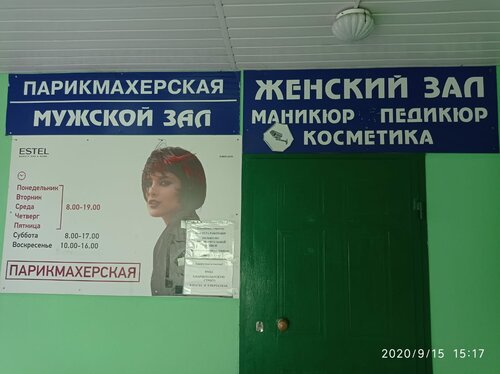 ПАРИКМАХЕРСКАЯ
МУЖСКОЙ ЗАЛ
ЖЕНСКИЙ ЗАЛ
МАНИКЮР ПЕДИКЮР
КОСМЕТИКА
ESTEL
Понедельник
Вторник
Среда 8.00-19.00
Четверг
Пятница
Суббота 8.00-17.00
Воскресенье 10.00-16.00
ПАРИКМАХЕРСКАЯ
2020/9/15 15:17